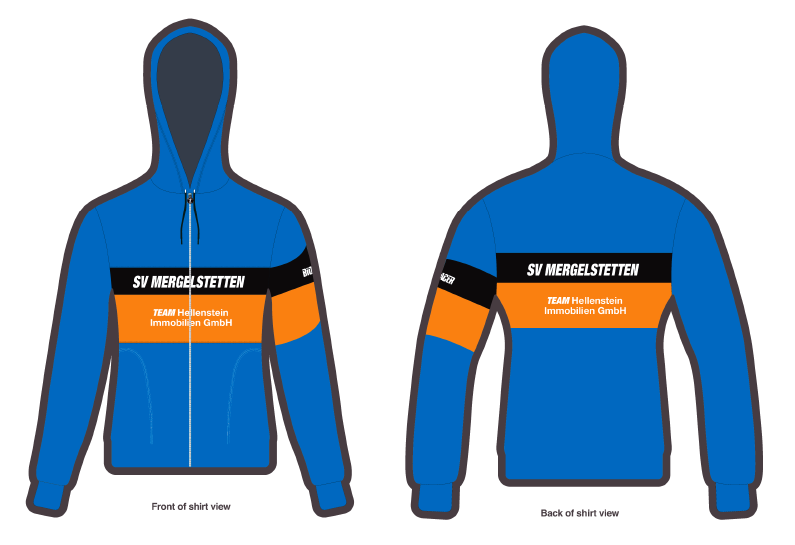 SV MERGELSTETTEN
TEAM Hellenstein
Immobilien GmbH
Front of shirt view
SV MERGELSTETTEN
TEAM Hellenstein
Immobilien GmbH
Back of shirt view